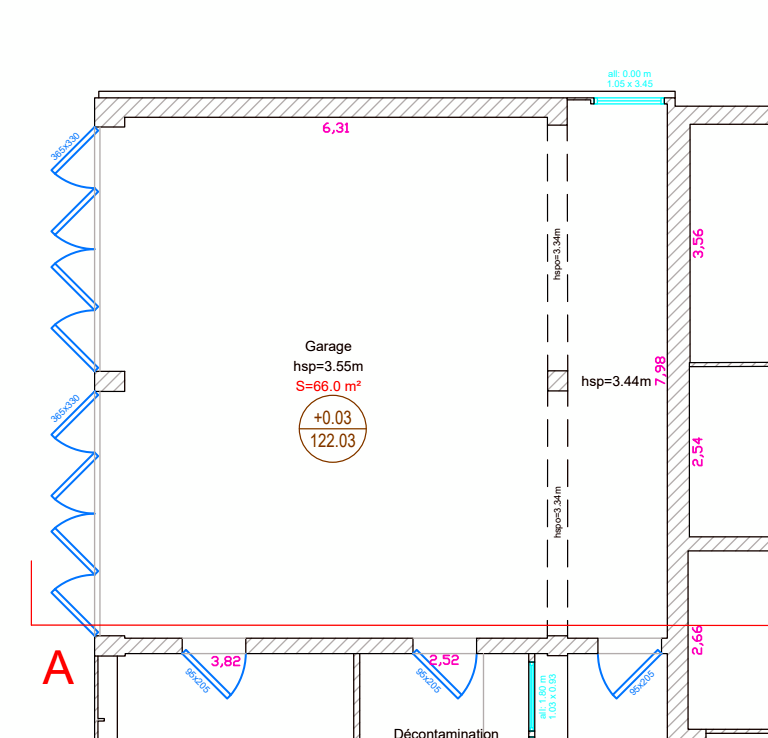 all: 0.00 m
1.05 x 3.45
6,31
365x330
hspo=3.34m
3,56
Garage
hsp=3.55m
S=66.0 m²
hsp=3.44m
7,98
+0.03
122.03
365x330
2,54
hspo=3.34m
A
3,82
2,52
2,66
95x205
95x205
95x205
all: 1.80 m
1.03 x 0.93
Décontamination